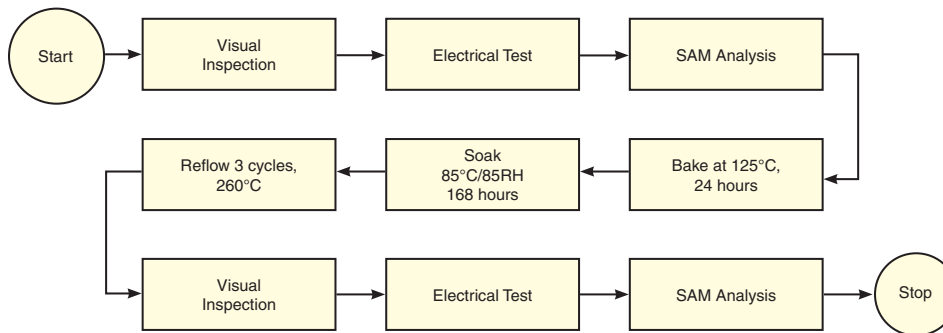 Start
Visual
Inspection
Electrical Test
SAM Analysis
Bake at 125°C,
24 hours
Soak
85°C/85RH
168 hours
Reflow 3 cycles,
260°C
Visual
Inspection
Electrical Test
SAM Analysis
Stop